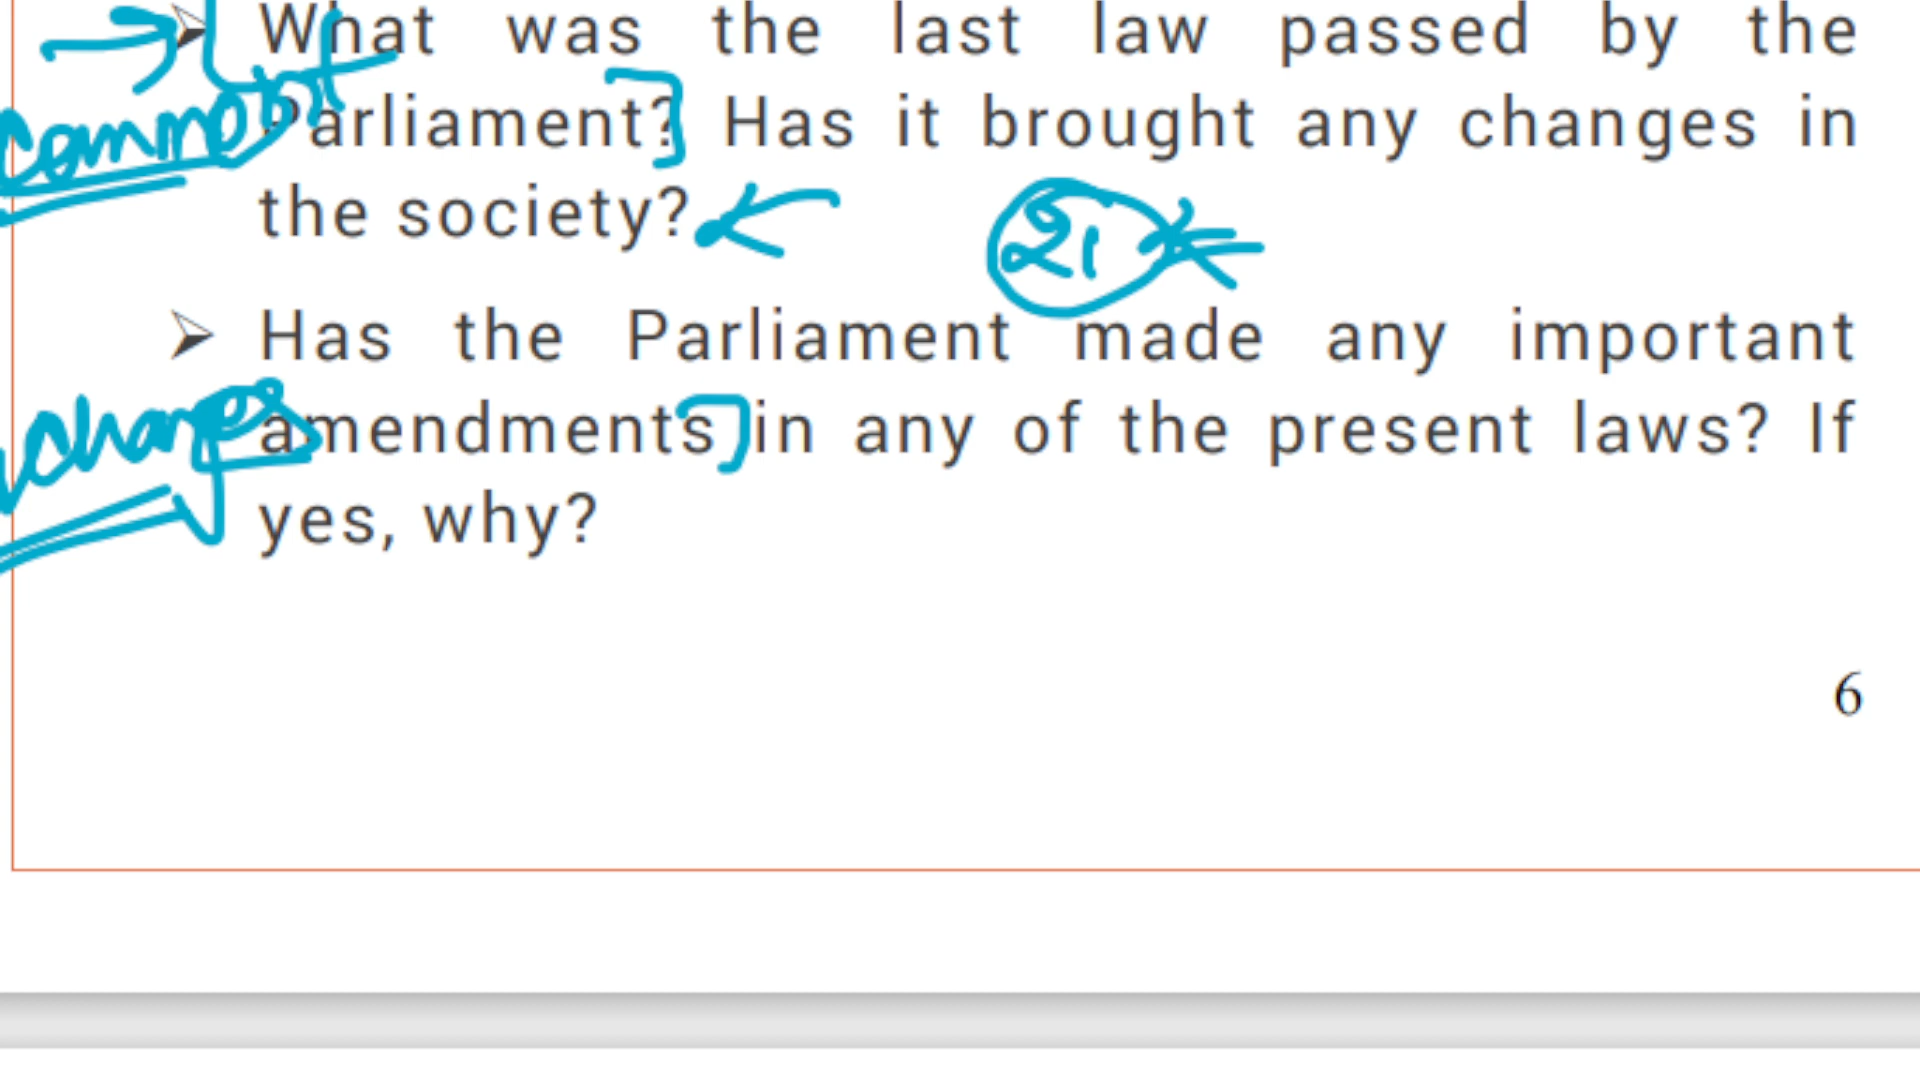 What was the last law passed by the
Parliament? Has it brought any changes in
the society?
21
Has the Parliament made any important
changes
amendments in any of the present laws? If
yes, why?
6